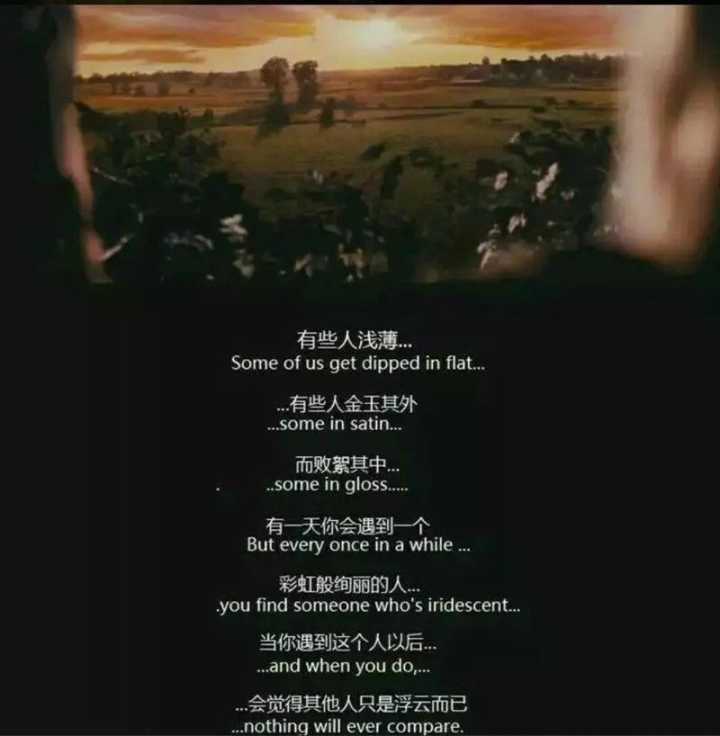 有些人浅薄...
Some of us get dipped in flat...
...有些人金玉其外
...some in satin...
而败絮其中...
. ..some in gloss.....
有一天你会遇到一个
But every once in a while ...
彩虹般绚丽的人...
.you find someone who's iridescent...
当你遇到这个人以后...
...and when you do,...
...会觉得其他人只是浮云而已
...nothing will ever compare.